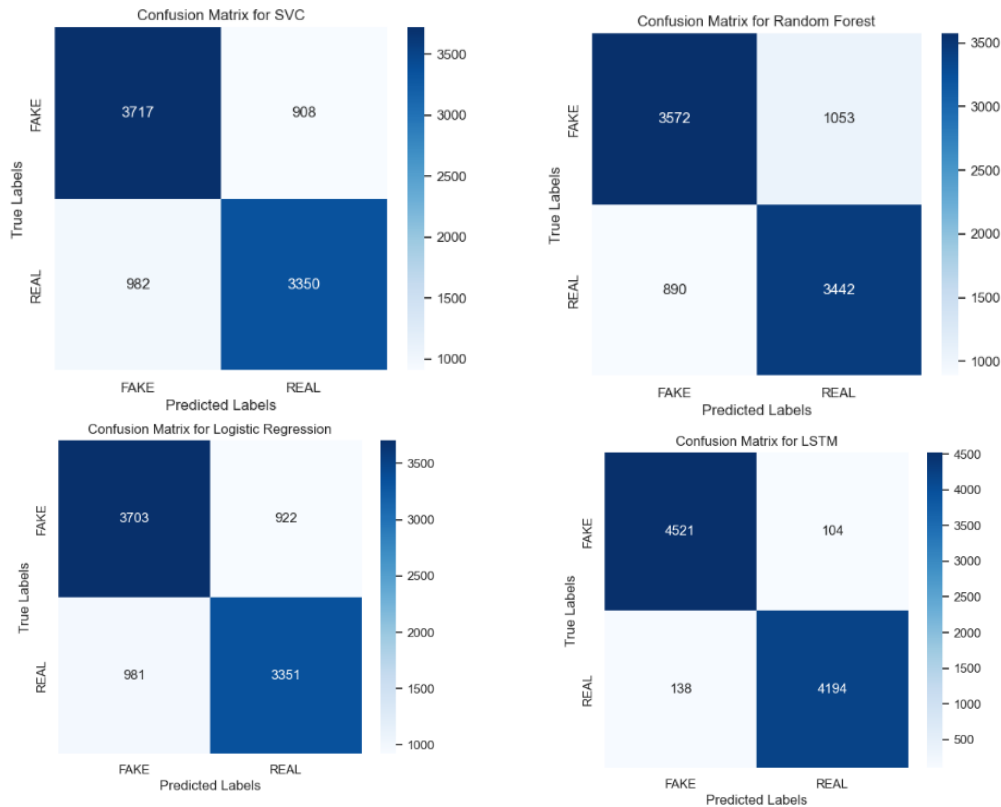 Confusion Matrix for SVC
FAKE
REAL
True Labels
3717
908
982
3350
3500
3000
2500
2000
1500
1000
FAKE
REAL
Predicted Labels
Confusion Matrix for Random Forest
FAKE
REAL
True Labels
3572
1053
890
3442
3500
3000
2500
2000
1500
1000
FAKE
REAL
Predicted Labels
Confusion Matrix for Logistic Regression
FAKE
REAL
True Labels
3703
922
981
3351
3500
3000
2500
2000
1500
1000
FAKE
REAL
Predicted Labels
Confusion Matrix for LSTM
FAKE
REAL
True Labels
4521
104
138
4194
4500
4000
3500
3000
2500
2000
1500
1000
500
FAKE
REAL
Predicted Labels